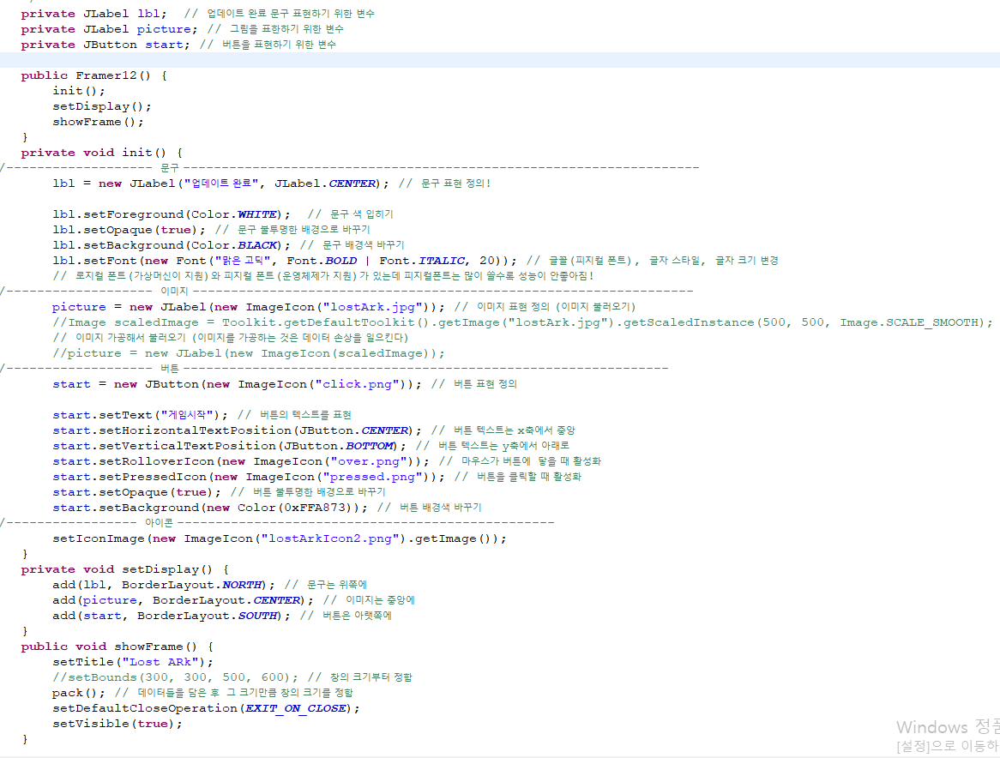 private JLabel lbl;  // 업데이트 완료 문구 표현하기 위한 변수
private JLabel picture; // 그림을 표한하기 위한 변수
private JButton start; // 버튼을 표현하기 위한 변수
public Framer12() {
init();
setDisplay();
showFrame();
}
private void init() {
/------------------- 문구 -------------------------------------------------------------------
lbl = new JLabel("업데이트 완료", JLabel.CENTER); // 문구 표현 정의!
lbl.setForeground(Color.WHITE);  // 문구 색 입히기
lbl.setOpaque(true); // 문구 불투명한 배경으로 바꾸기
lbl.setBackground(Color.BLACK); // 문구 배경색 바꾸기
lbl.setFont(new Font("맑은 고딕", Font.BOLD | Font.ITALIC, 20)); // 글꼴(피지컬 폰트), 글자 스타일, 글자 크기 변경
// 로지컬 폰트(가상머신이 지원)와 피지컬 폰트(운영체제가 지원)가 있는데 피지컬폰트는 많이 쓸수록 성능이 안좋아짐!
/------------------- 이미지 -----------------------------------------------------------------
picture = new JLabel(new ImageIcon("lostArk.jpg")); // 이미지 표현 정의 (이미지 불러오기)
//Image scaledImage = Toolkit.getDefaultToolkit().getImage("lostArk.jpg").getScaledInstance(500, 500, Image.SCALE_SMOOTH);
// 이미지 가공해서 불러오기 (이미지를 가공하는 것은 데이터 손상을 일으킨다)
//picture = new JLabel(new ImageIcon(scaledImage));
/------------------- 버튼 ---------------------------------------------------------------
start = new JButton(new ImageIcon("click.png")); // 버튼 표현 정의
start.setText("게임시작"); // 버튼의 텍스트를 표현
start.setHorizontalTextPosition(JButton.CENTER); // 버튼 텍스트는 x축에서 중앙
start.setVerticalTextPosition(JButton.BOTTOM); // 버튼 텍스트는 y축에서 아래로
start.setRolloverIcon(new ImageIcon("over.png")); // 마우스가 버튼에 닿을 때 활성화
start.setPressedIcon(new ImageIcon("pressed.png")); // 버튼을 클릭할 때 활성화
start.setOpaque(true); // 버튼 불투명한 배경으로 바꾸기
start.setBackground(new Color(0xFFA873)); // 버튼 배경색 바꾸기
/----------------- 아이콘 -------------------------------------------------
setIconImage(new ImageIcon("lostArkIcon2.png").getImage());
}
private void setDisplay() {
add(lbl, BorderLayout.NORTH); // 문구는 위쪽에
add(picture, BorderLayout.CENTER); // 이미지는 중앙에
add(start, BorderLayout.SOUTH); // 버튼은 아랫쪽에
}
public void showFrame() {
setTitle("Lost ARk");
//setBounds(300, 300, 500, 600); // 창의 크기부터 정함
pack(); // 데이터들을 담은 후 그 크기만큼 창의 크기를 정함
setDefaultCloseOperation(EXIT_ON_CLOSE);
setVisible(true);
}
Windows 정품
[설정]으로 이동하